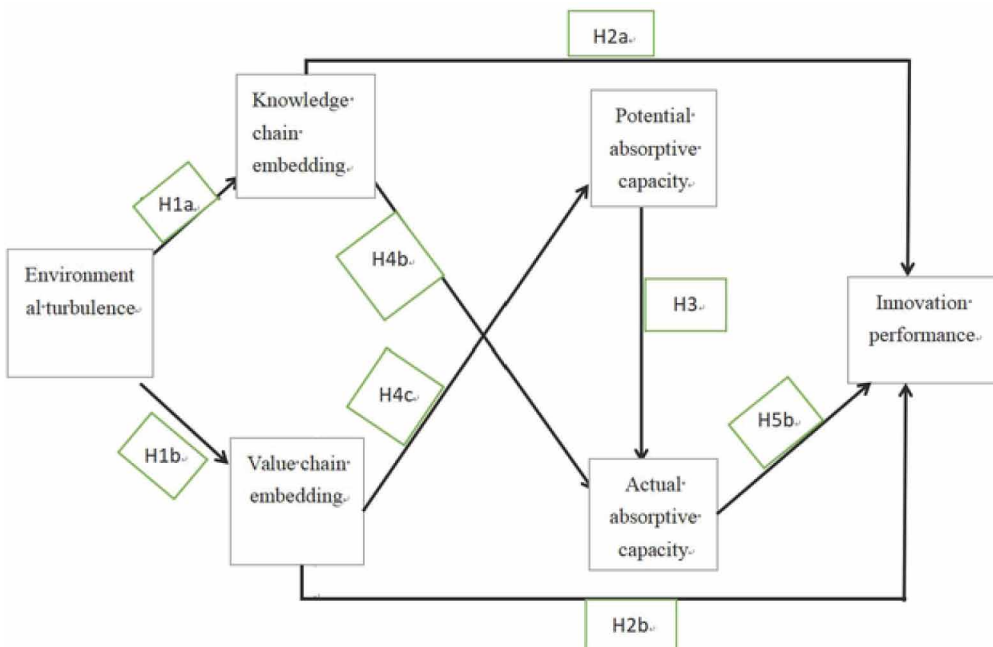 H2a
Knowledge
chain
embedding
Potential
absorptive
capacity
H1a
H4b
Environment
al turbulence
H3
Innovation
performance
H4c
H5b
H1b
Value chain
embedding
Actual
absorptive
capacity
H2b